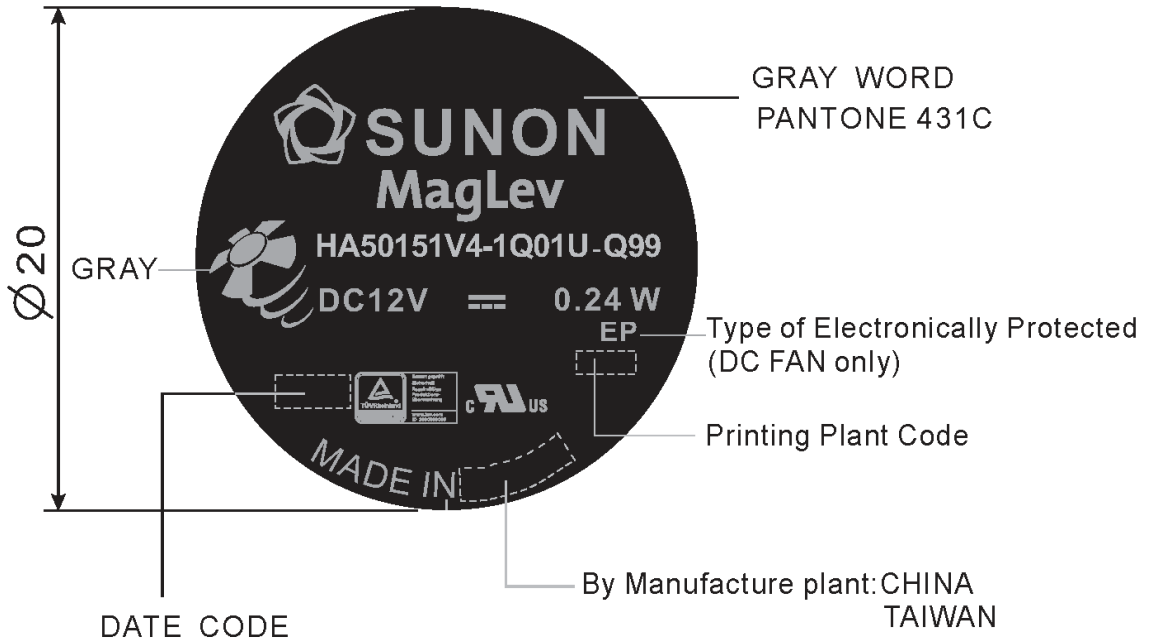 GRAY WORD
PANTONE 431C
SUNON
MagLev
HA50151V4-1Q01U-Q99
GRAY
Ø20
DC12V 0.24 W
EP
Type of Electronically Protected
(DC FAN only)
TÜVRheinland
c US
Printing Plant Code
MADE IN
By Manufacture plant:CHINA
TAIWAN
DATE CODE